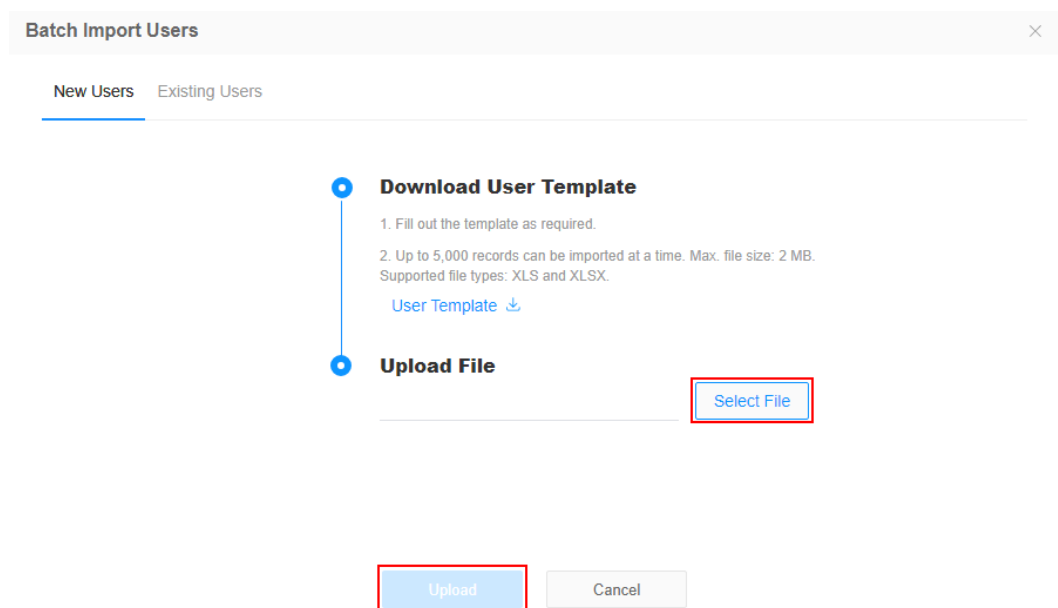 Batch Import Users
New Users Existing Users
Download User Template
1. Fill out the template as required.
2. Up to 5,000 records can be imported at a time. Max. file size: 2 MB.
Supported file types: XLS and XLSX.
User Template
Upload File
Select File
Upload Cancel